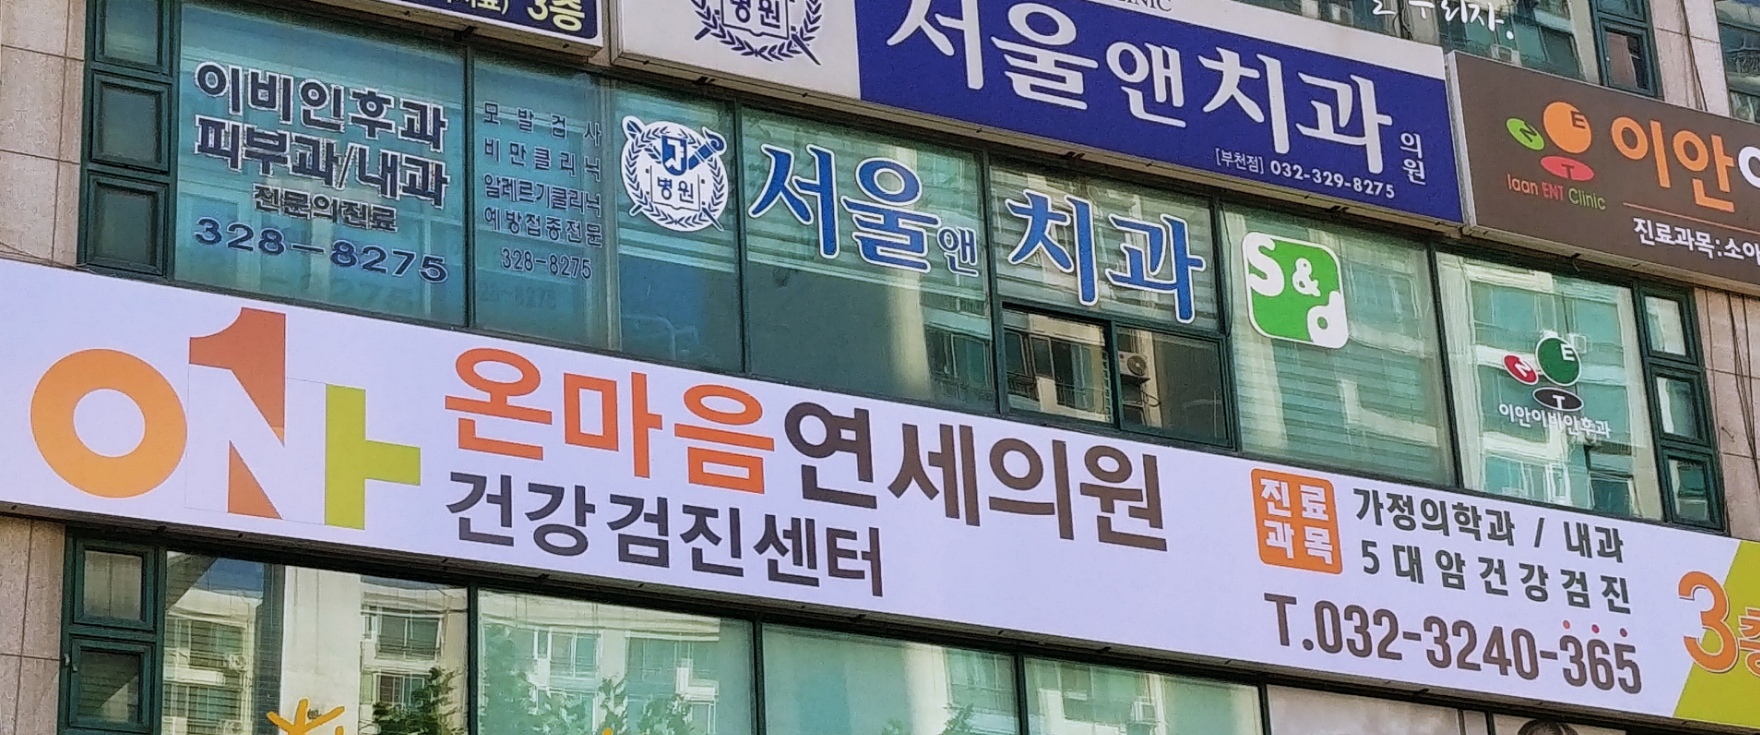 3층
병원
서울앤치과
의원
[부천점] 032-329-8275
이안
Iaan ENT Clinic
진료과목:소아
이비인후과
피부과/내과
전문의진료
328-8275
모발검사
비만클리닉
알레르기클리닉
예방접종전문
328-8275
병원
서울앤치과
S&d
이안이비인후과
온마음연세의원
건강검진센터
진료
과목
가정의학과 / 내과
5대암건강검진
T.032-3240-365
3층